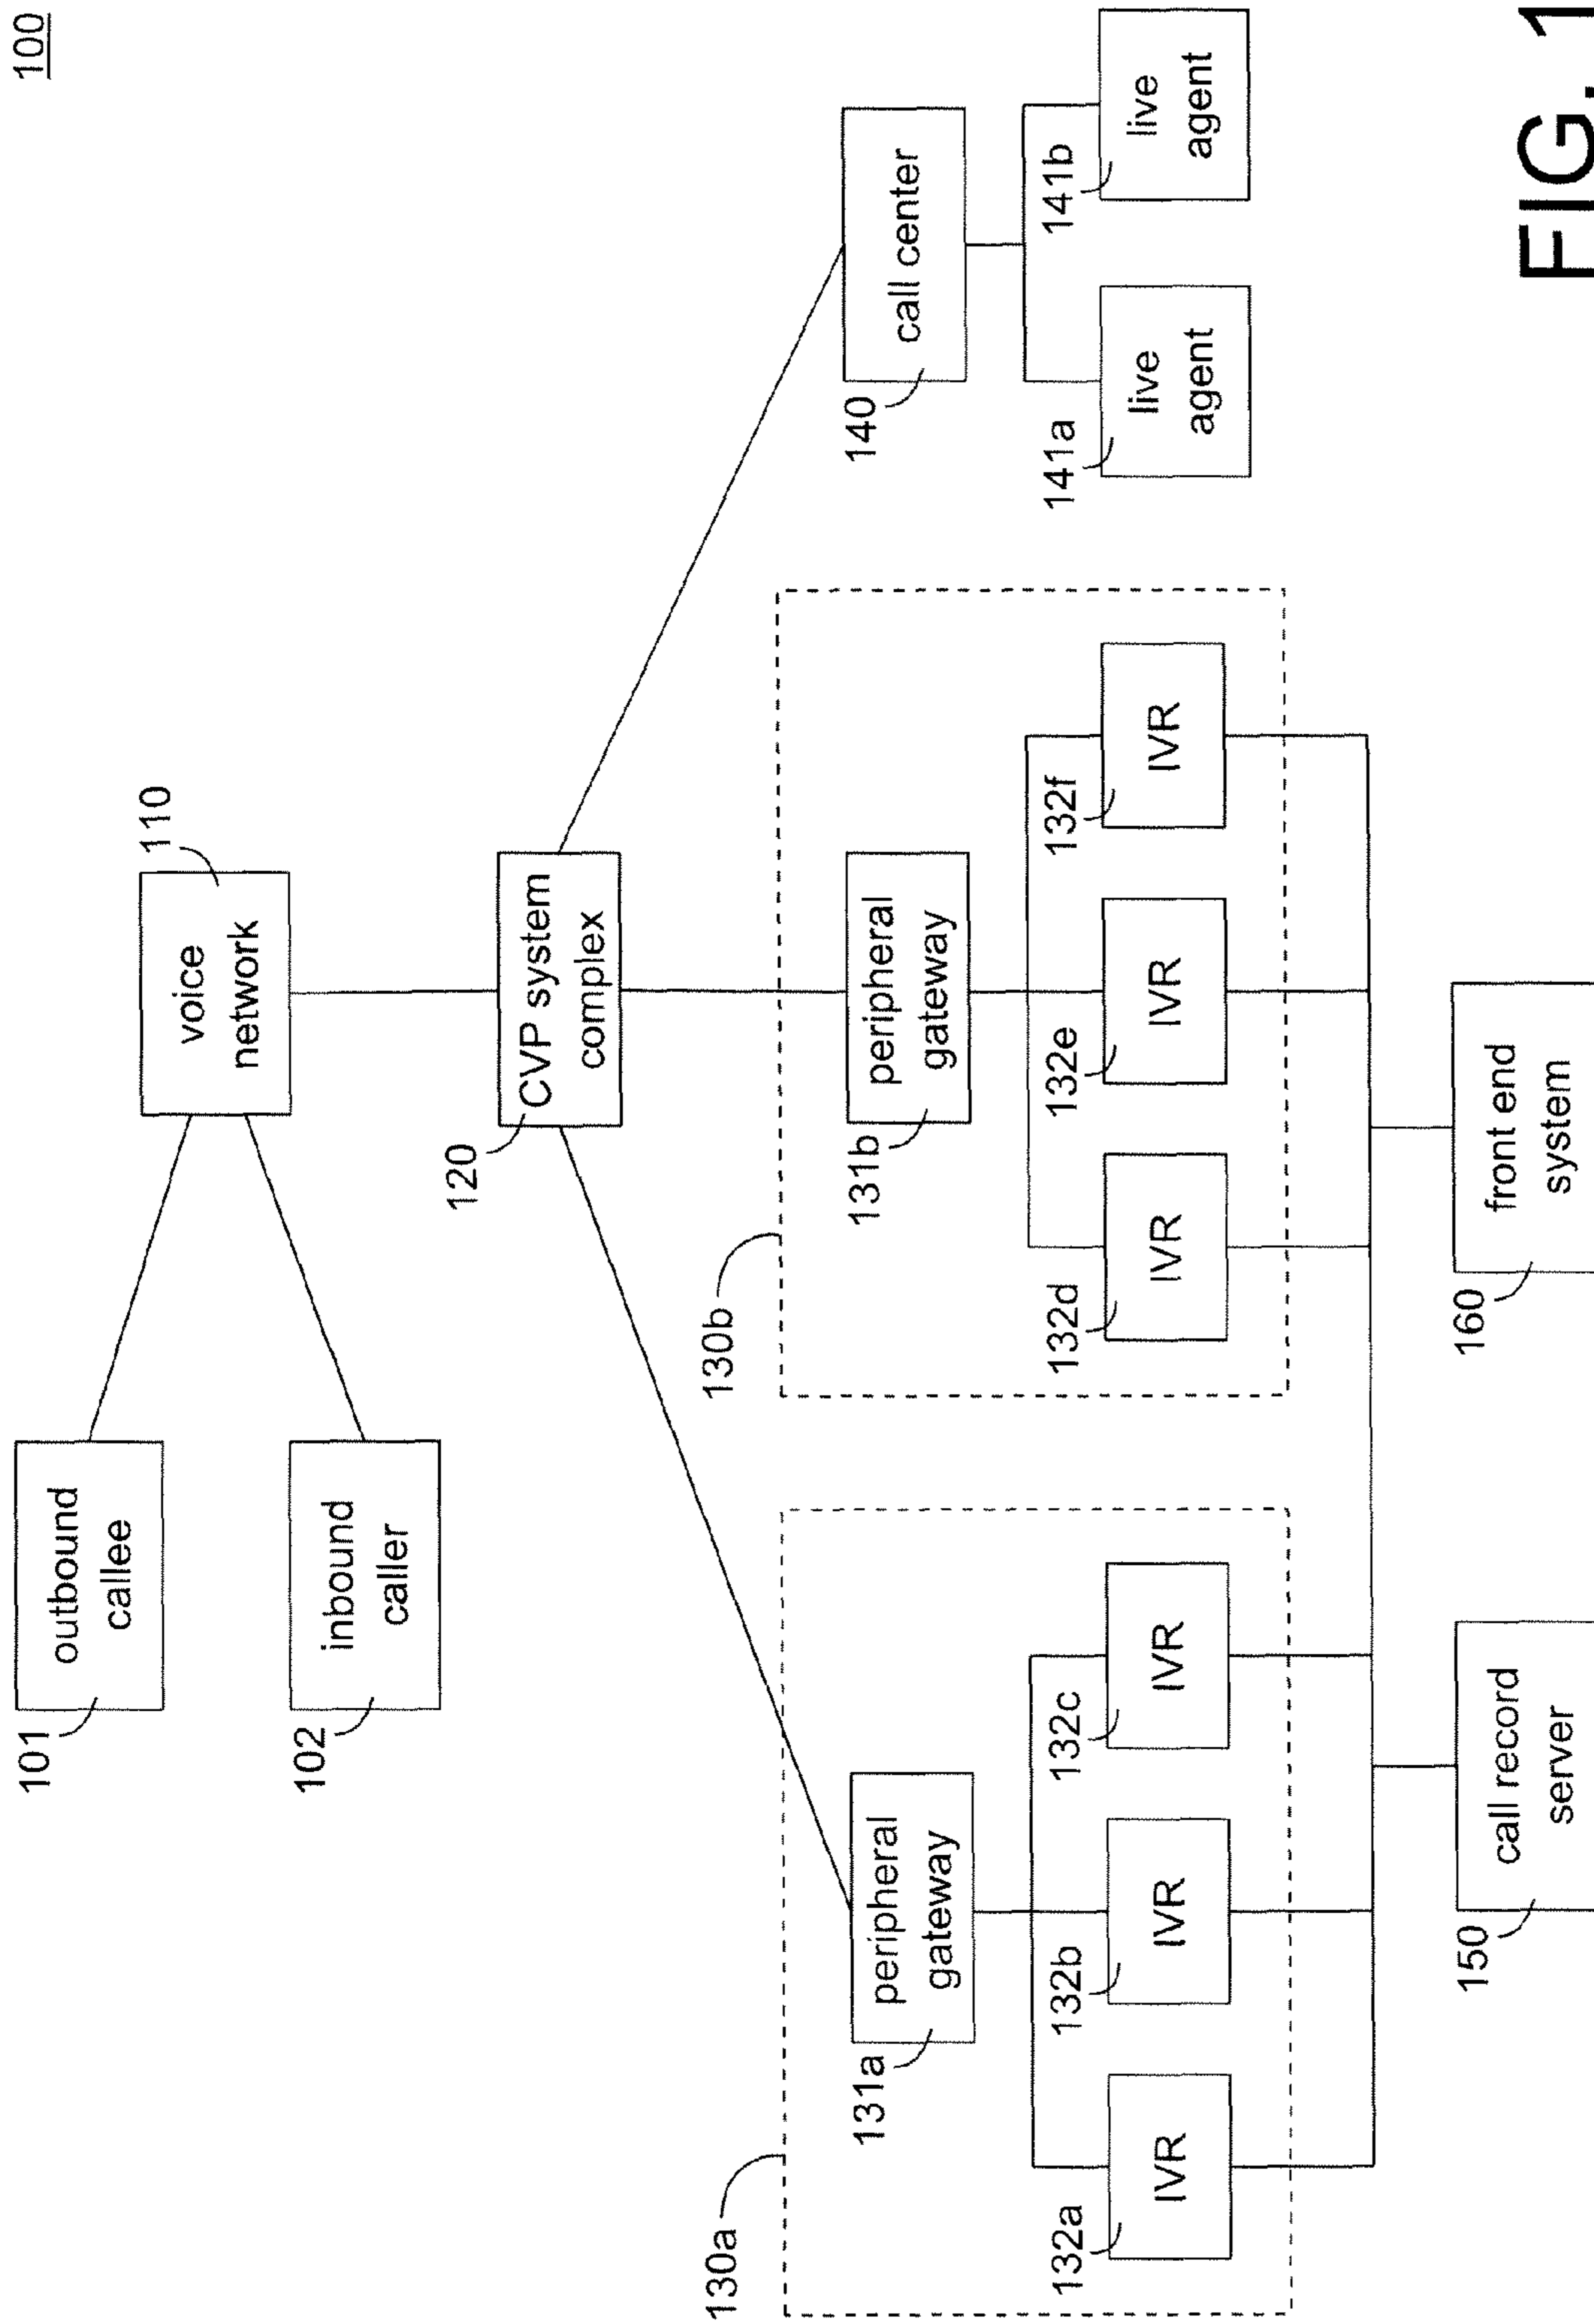 100
101
outbound
callee
102
inbound
caller
110
voice
network
120
CVP system
complex
130a
131a
peripheral
gateway
132a
IVR
132b
IVR
132c
IVR
130b
131b
peripheral
gateway
132d
IVR
132e
IVR
132f
IVR
140
call center
141a
live
agent
141b
live
agent
150
call record
server
160
front end
system
FIG. 1